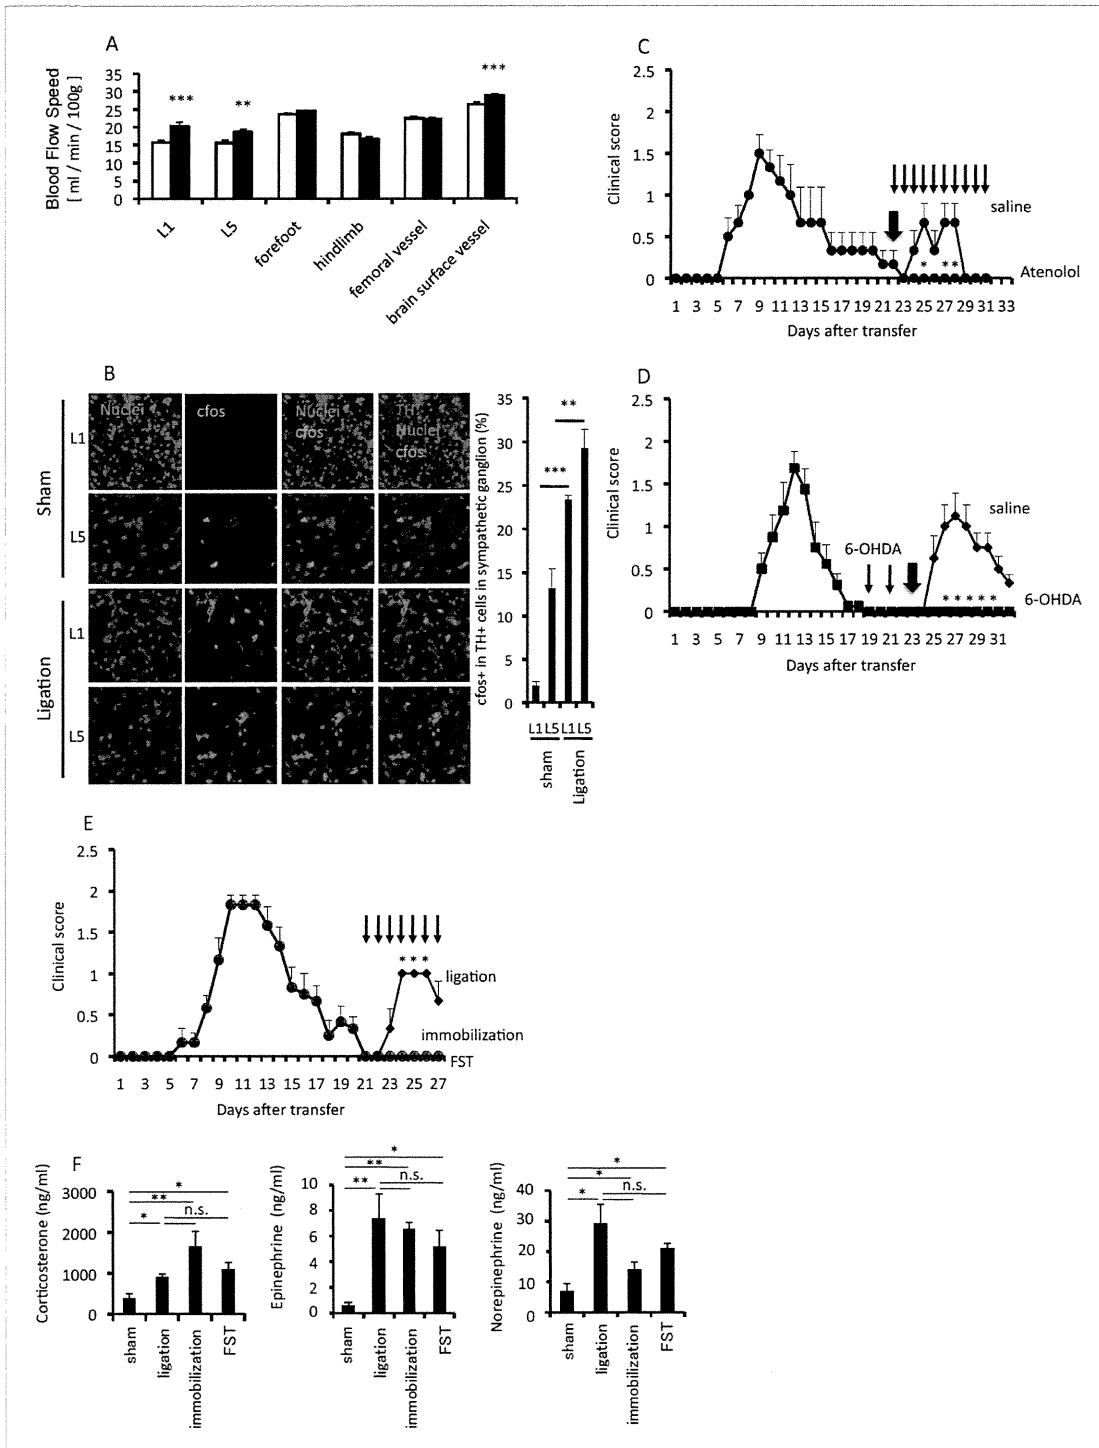 A
Blood Flow Speed
[ ml / min / 100g ]
35
30
25
20
15
10
5
0
***
**
***
L1
L5
forefoot
hindlimb
femoral vessel
brain surface vessel
B
Sham
Ligation
L1
L5
L1
L5
Nuclei
cfos
Nuclei
cfos
TH
Nuclei
cfos
cfos+ in TH+ cells in sympathetic ganglion (%)
35
30
25
20
15
10
5
0
**
***
L1 L5 L1 L5
sham
Ligation
C
Clinical score
2.5
2
1.5
1
0.5
0
saline
* **
Atenolol
1 3 5 7 9 11 13 15 17 19 21 23 25 27 29 31 33
Days after transfer
D
Clinical score
2.5
2
1.5
1
0.5
0
saline
6-OHDA
* * * * *
6-OHDA
1 3 5 7 9 11 13 15 17 19 21 23 25 27 29 31
Days after transfer
E
Clinical score
2.5
2
1.5
1
0.5
0
* * *
ligation
immobilization
FST
1 3 5 7 9 11 13 15 17 19 21 23 25 27
Days after transfer
F
Corticosterone (ng/ml)
3000
2000
1000
0
*
**
n.s.
*
sham
ligation
immobilization
FST
Epinephrine (ng/ml)
10
8
6
4
2
0
*
**
n.s.
**
sham
ligation
immobilization
FST
Norepinephrine (ng/ml)
40
30
20
10
0
*
*
n.s.
*
sham
ligation
immobilization
FST